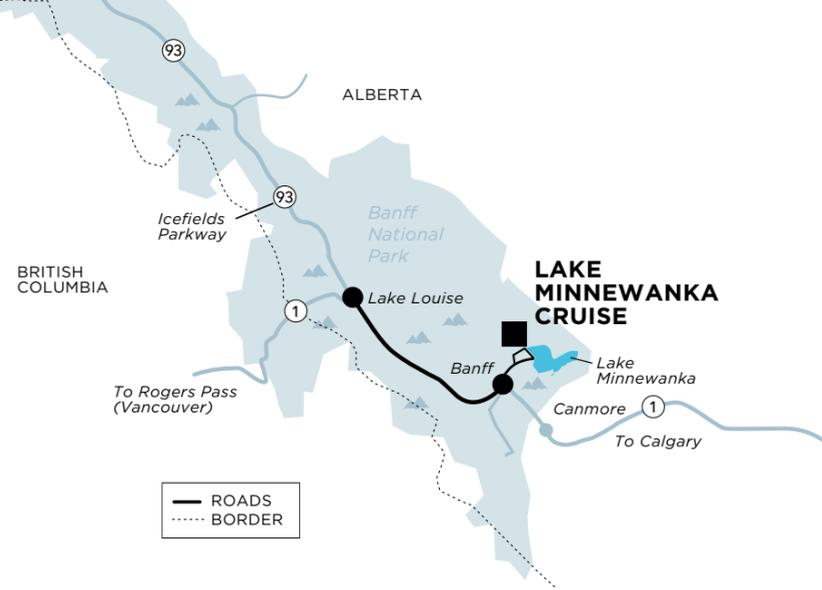 93
ALBERTA
93
Icefields
Parkway
Banff
National
Park
BRITISH
COLUMBIA
LAKE
MINNEWANKA
CRUISE
Lake Louise
1
Banff
Lake
Minnewanka
To Rogers Pass
(Vancouver)
Canmore
1
To Calgary
ROADS
BORDER